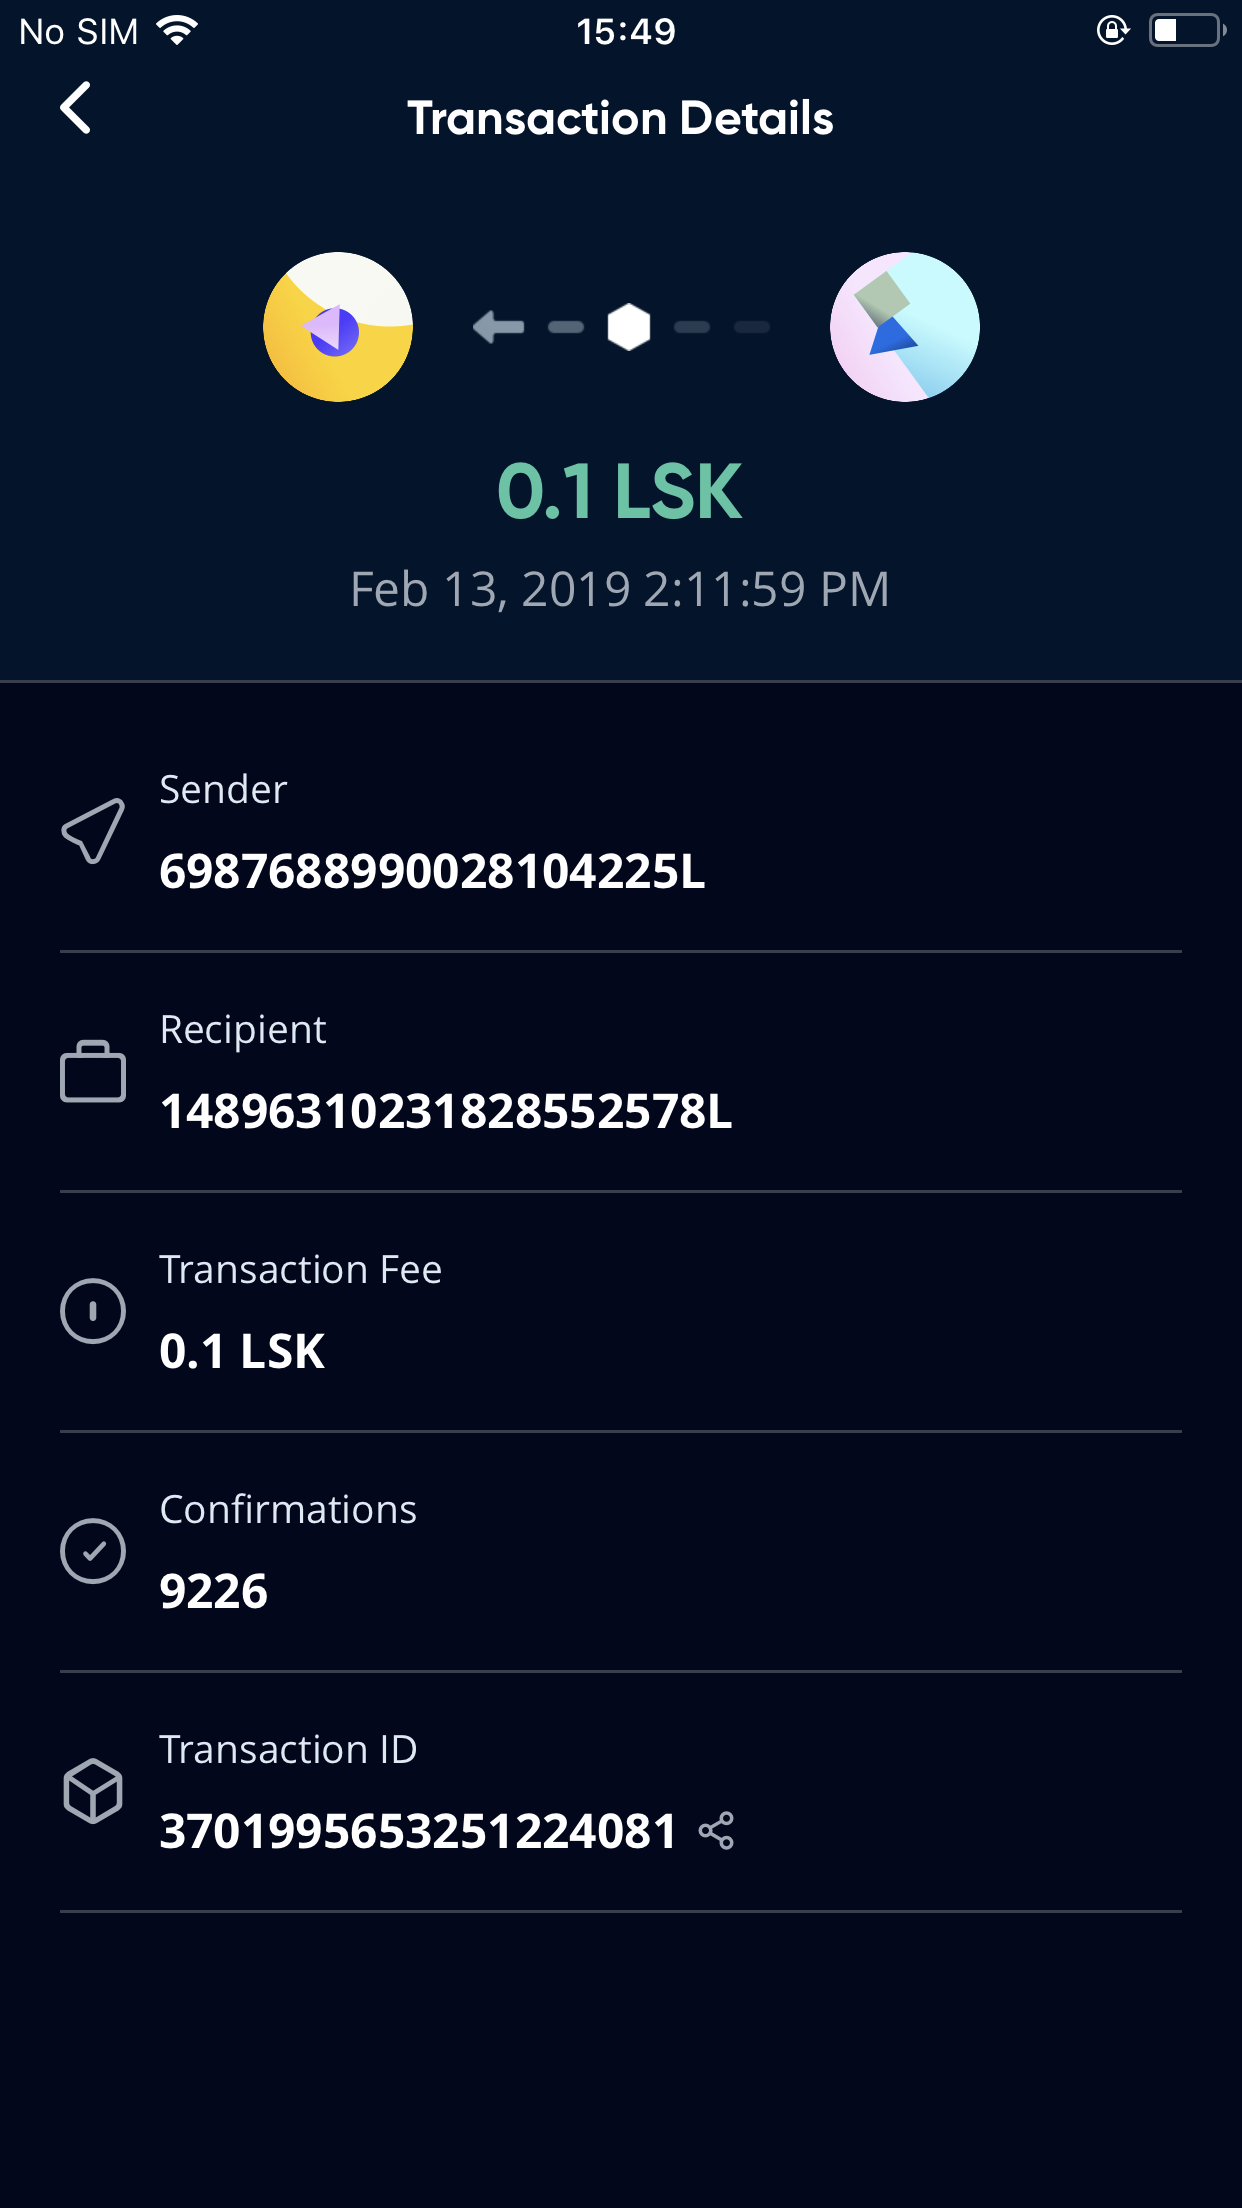 No SIM 15:49
Transaction Details
0.1 LSK
Feb 13, 2019 2:11:59 PM
Sender
6987688990028104225L
Recipient
14896310231828552578L
Transaction Fee
0.1 LSK
Confirmations
9226
Transaction ID
3701995653251224081